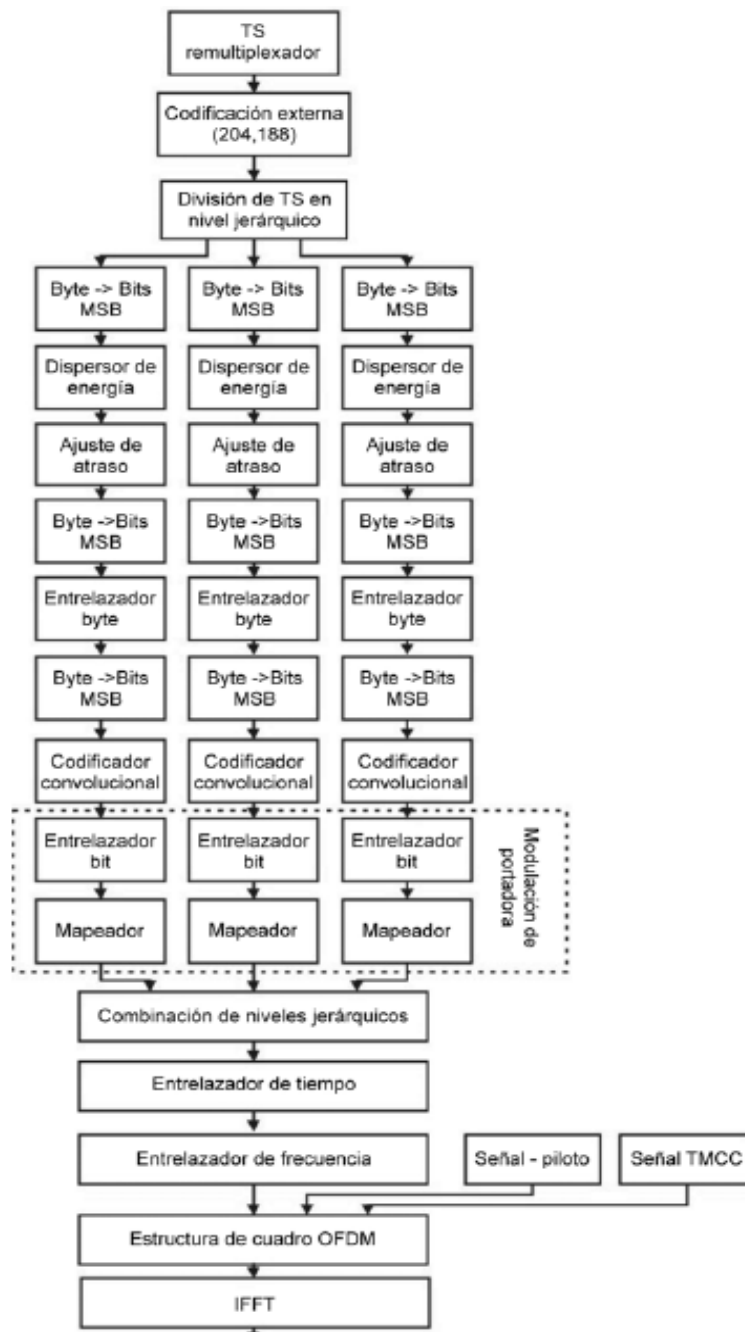 TS
remultiplexador
Codificación externa
(204,188)
División de TS en
nivel jerárquico
Byte -> Bits
MSB
Byte -> Bits
MSB
Byte -> Bits
MSB
Dispersor de
energía
Dispersor de
energía
Dispersor de
energía
Ajuste de
atraso
Ajuste de
atraso
Ajuste de
atraso
Byte ->Bits
MSB
Byte ->Bits
MSB
Byte ->Bits
MSB
Entrelazador
byte
Entrelazador
byte
Entrelazador
byte
Byte ->Bits
MSB
Byte ->Bits
MSB
Byte ->Bits
MSB
Codificador
convolucional
Codificador
convolucional
Codificador
convolucional
Entrelazador
bit
Entrelazador
bit
Entrelazador
bit
Modulación de
portadora
Mapeador
Mapeador
Mapeador
Combinación de niveles jerárquicos
Entrelazador de tiempo
Entrelazador de frecuencia
Señal - piloto
Señal TMCC
Estructura de cuadro OFDM
IFFT